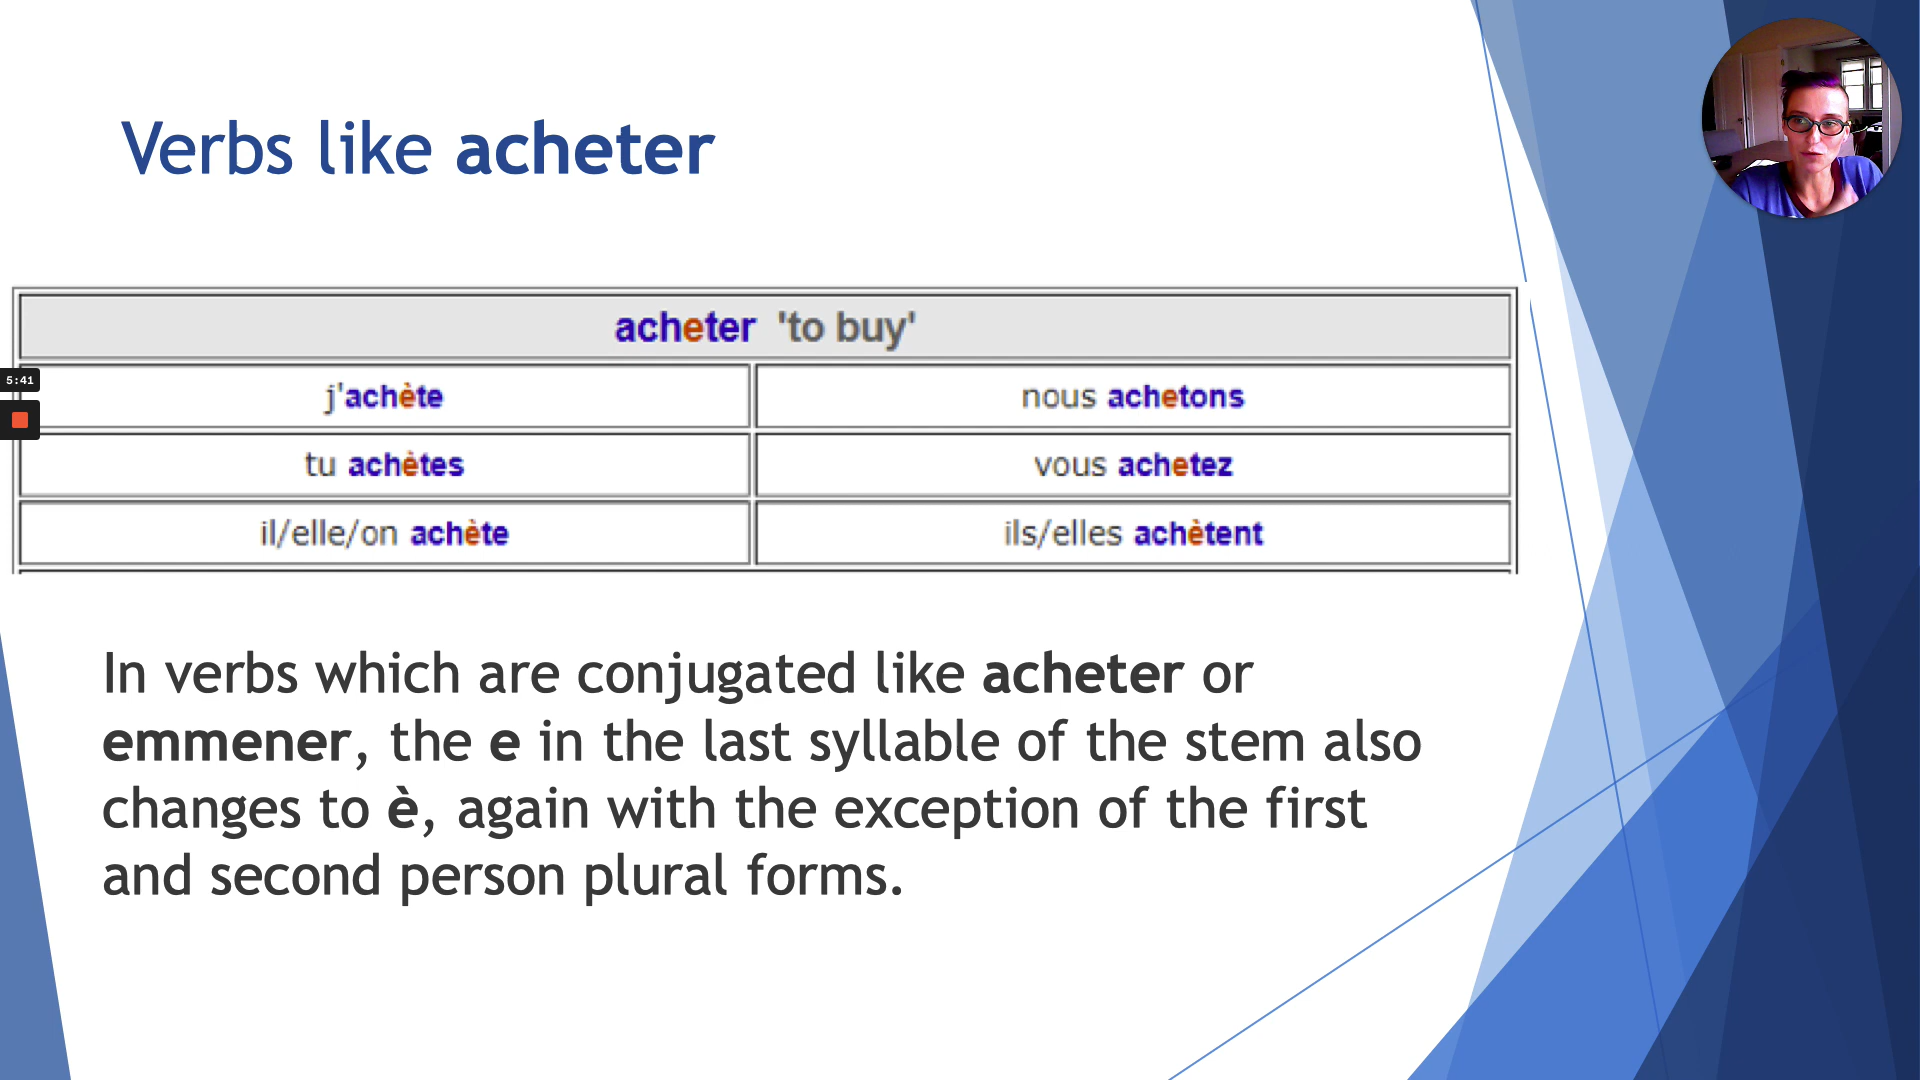 Verbs like acheter
acheter 'to buy'
j'achète
nous achetons
5:41
tu achètes
vous achetez
il/elle/on achète
ils/elles achètent
In verbs which are conjugated like acheter or
emmener, the e in the last syllable of the stem also
changes to è, again with the exception of the first
and second person plural forms.